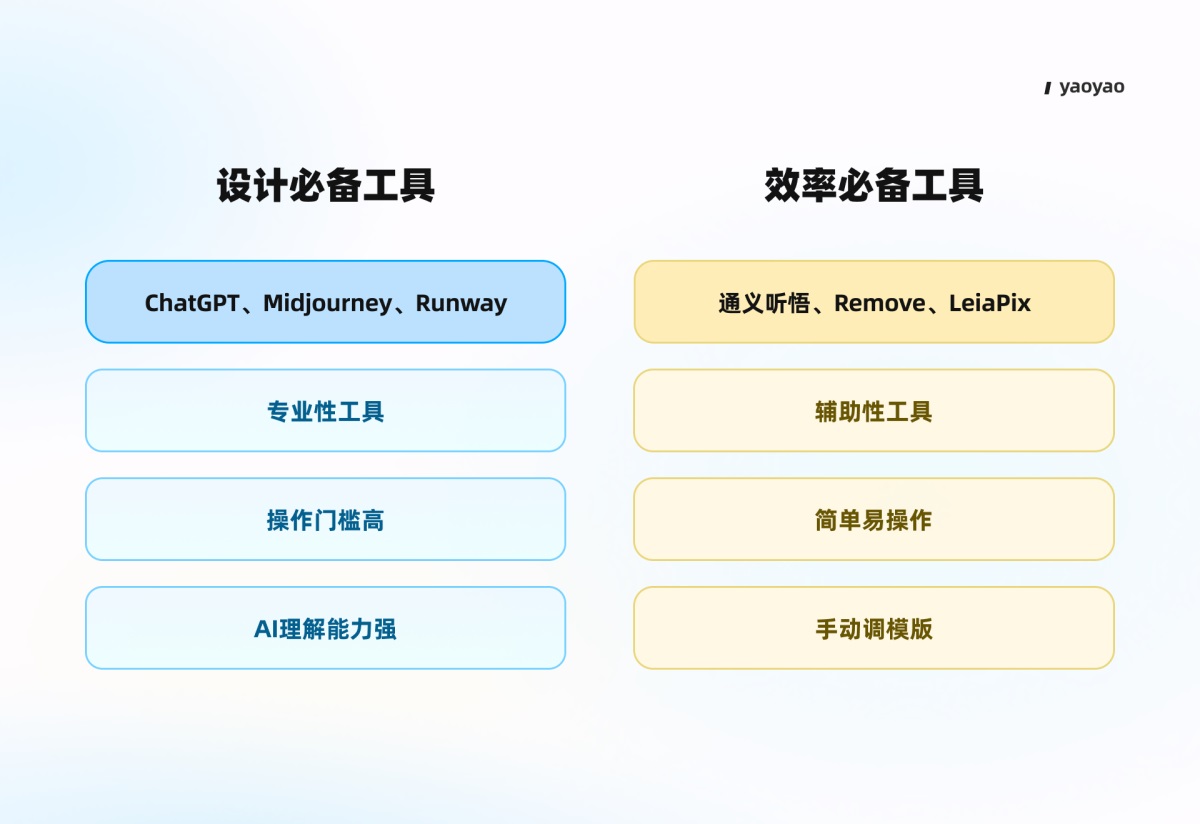 yaoyao
设计必备工具
ChatGPT、Midjourney、Runway
专业性工具
操作门槛高
AI理解能力强
效率必备工具
通义听悟、Remove、LeiaPix
辅助性工具
简单易操作
手动调模版